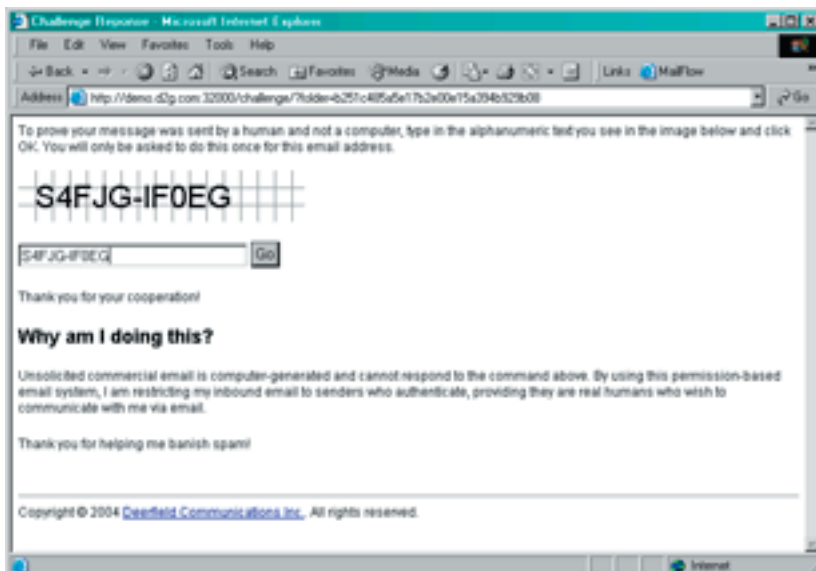 Challenge Reponse - Microsoft Internet Explorer
File Edit View Favorites Tools Help
Back Search Favorites Media Links MailFlow
Address Go
To prove your message was sent by a human and not a computer, type in the alphanumeric text you see in the image below and click
OK. You will only be asked to do this once for this email address.
S4FJG-IF0EG
S4FJG-IF0EG Go
Thank you for your cooperation!
Why am I doing this?
Unsolicited commercial email is computer-generated and cannot respond to the command above. By using this permission-based
email system, I am restricting my inbound email to senders who authenticate, providing they are real humans who wish to
communicate with me via email.
Thank you for helping me banish spam!
Copyright © 2004 Deerfield Communications Inc. All rights reserved.
Internet